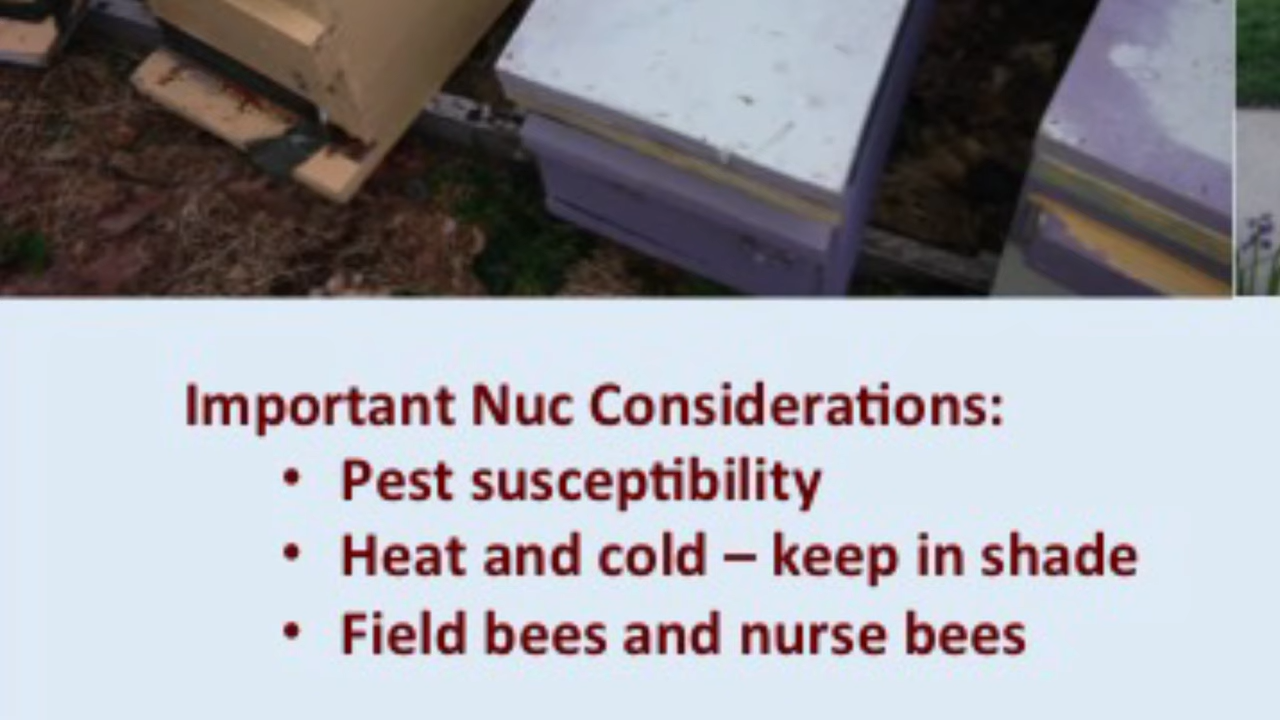 Important Nuc Considerations:
• Pest susceptibility
• Heat and cold – keep in shade
• Field bees and nurse bees